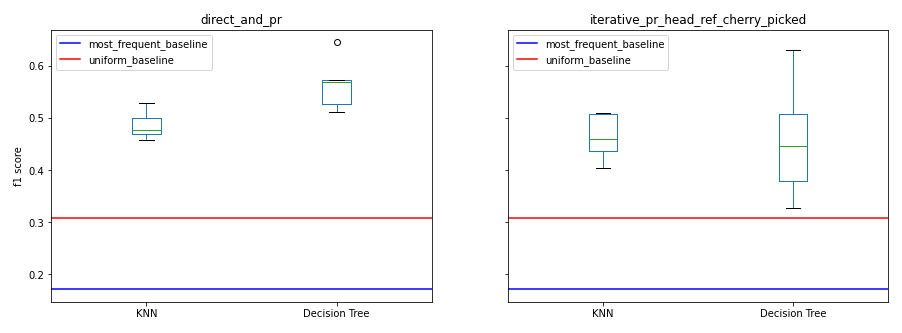 direct_and_pr
most_frequent_baseline
uniform_baseline
f1 score
0.6
0.5
0.4
0.3
0.2
KNN
Decision Tree
iterative_pr_head_ref_cherry_picked
most_frequent_baseline
uniform_baseline
KNN
Decision Tree